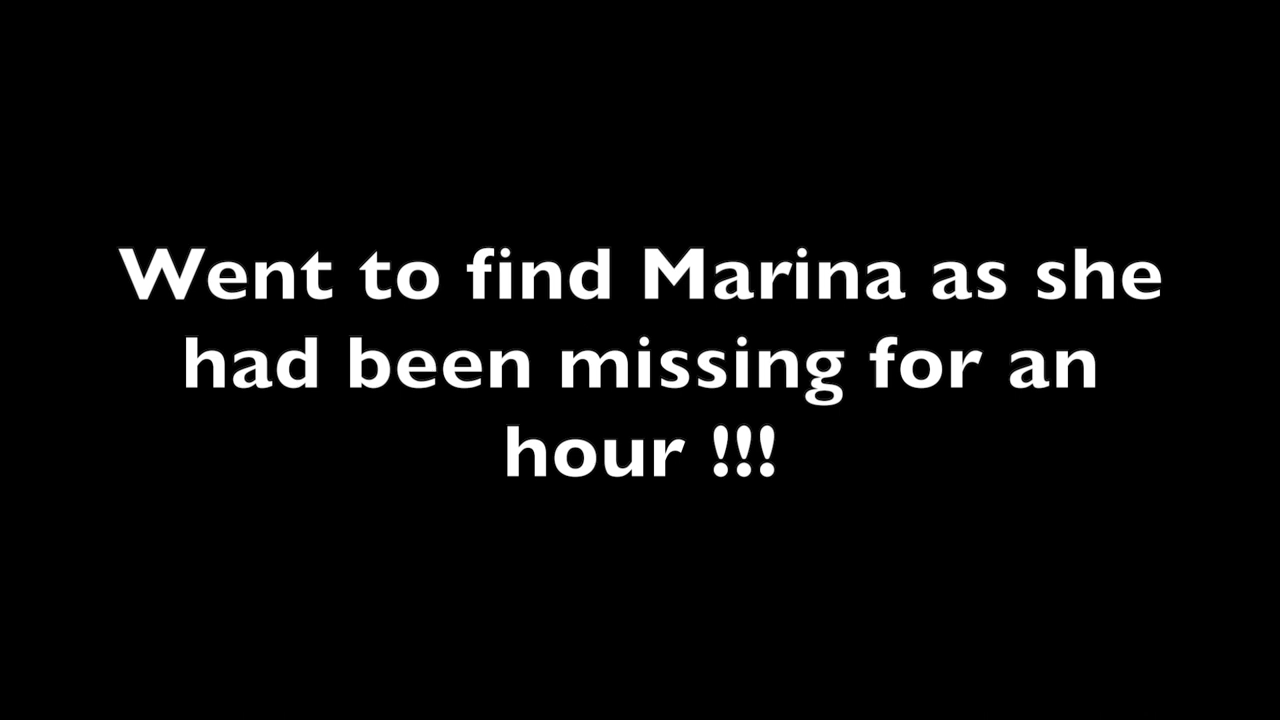 Went to find Marina as she
had been missing for an
hour !!!